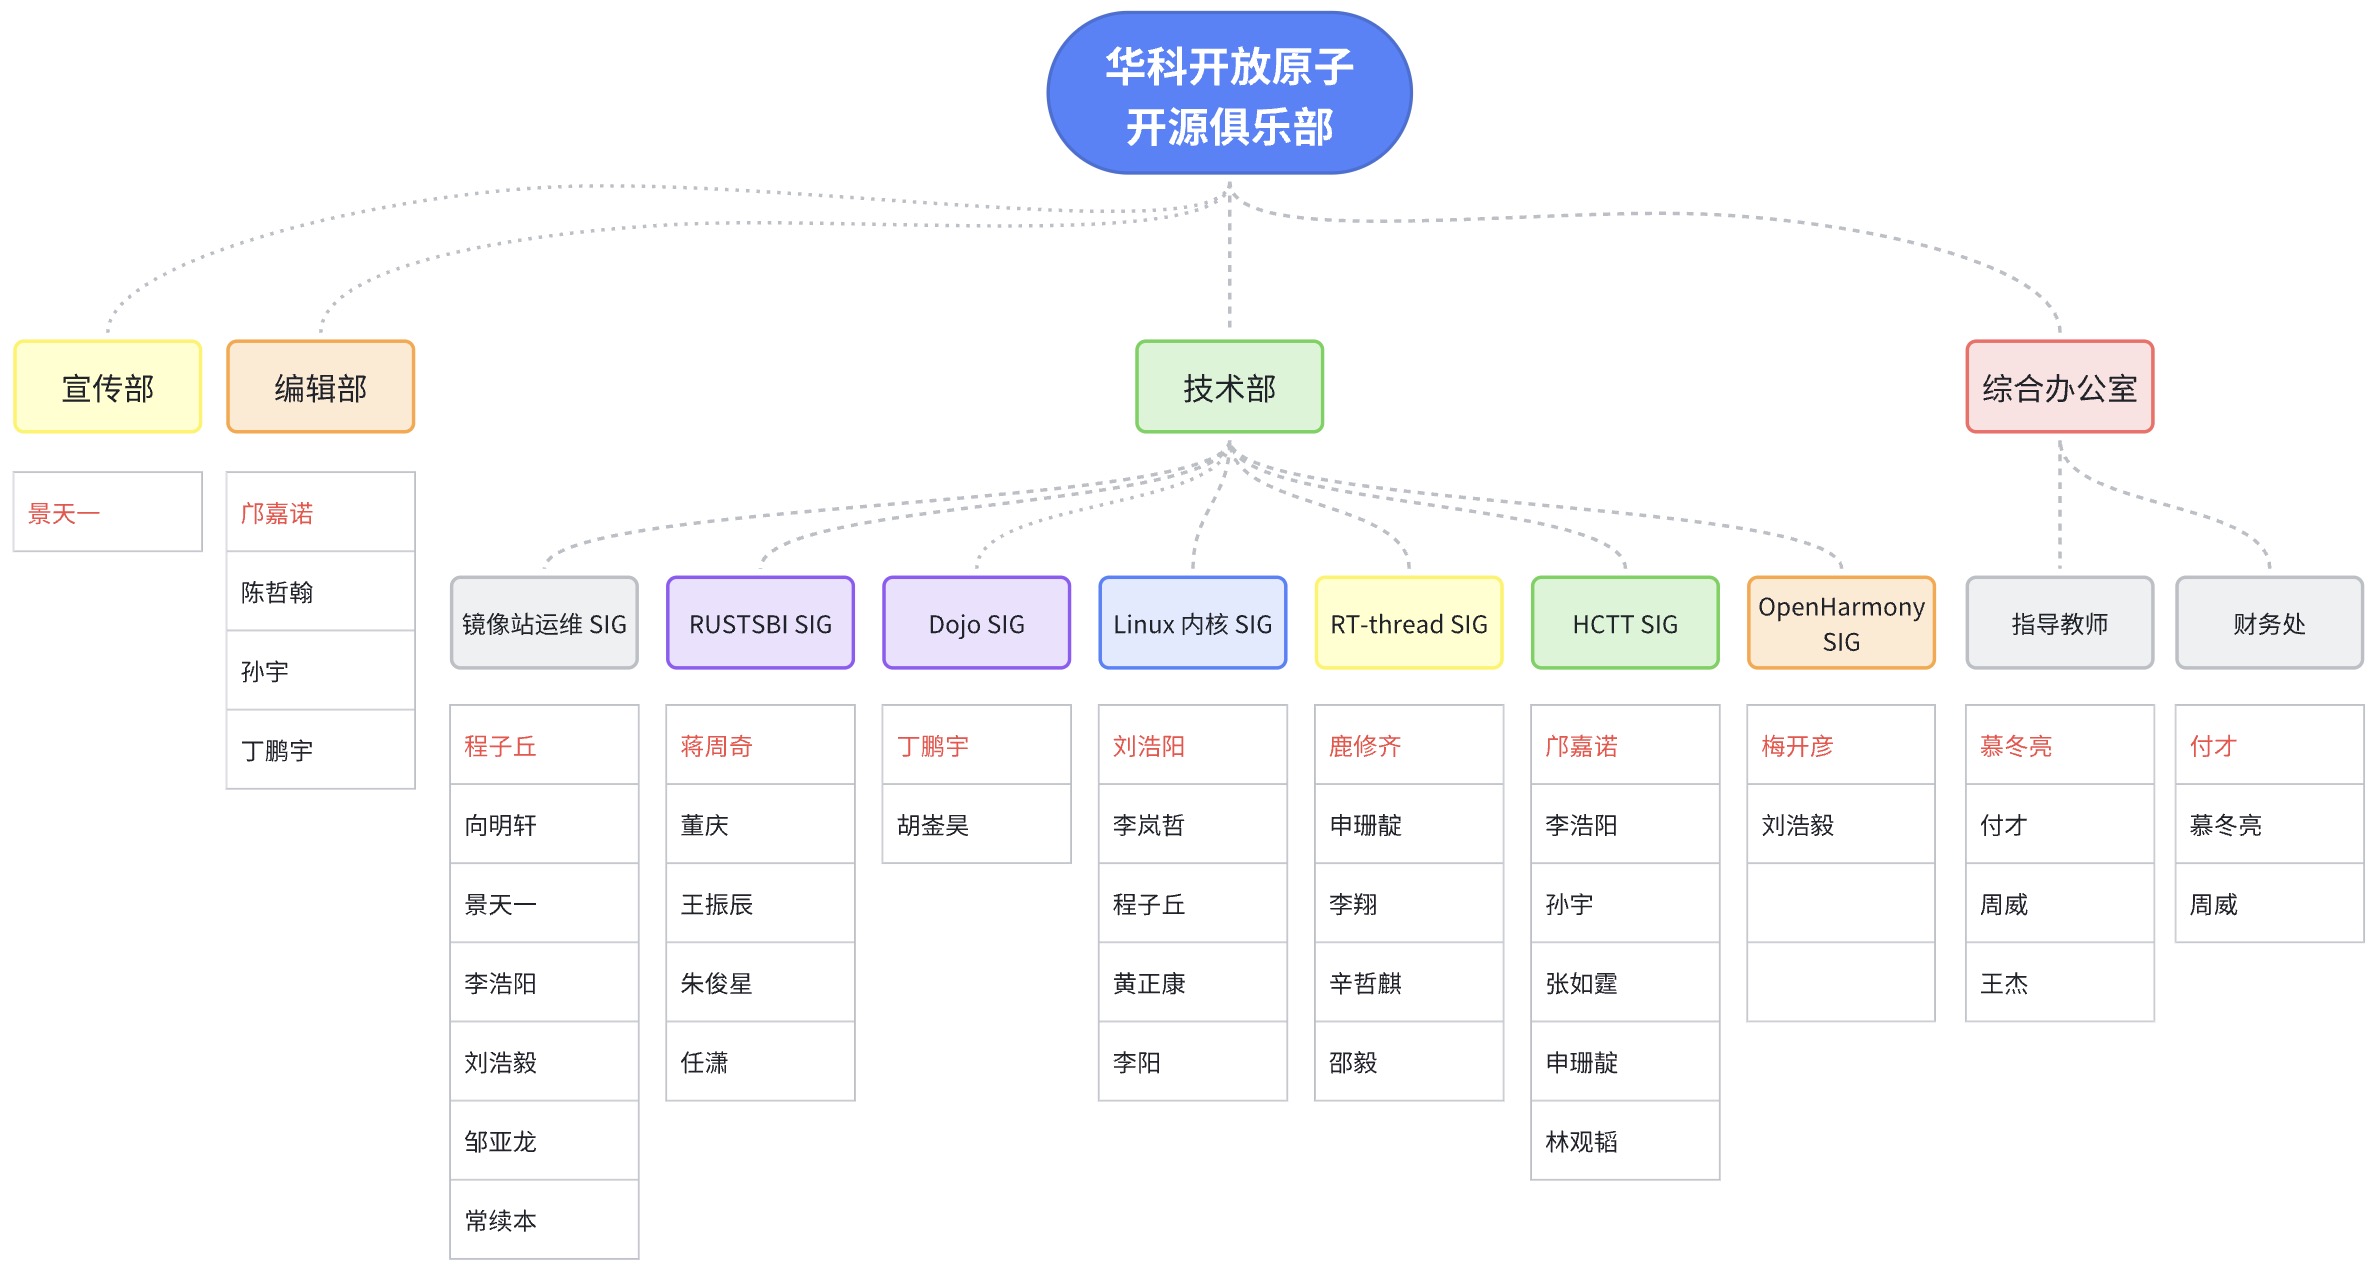 华科开放原子
开源俱乐部
宣传部
编辑部
技术部
综合办公室
景天一
邝嘉诺
陈哲翰
孙宇
丁鹏宇
镜像站运维 SIG
RUSTSBI SIG
Dojo SIG
Linux 内核 SIG
RT-thread SIG
HCTT SIG
OpenHarmony
SIG
指导教师
财务处
程子丘
向明轩
景天一
李浩阳
刘浩毅
邹亚龙
常续本
蒋周奇
董庆
王振辰
朱俊星
任潇
丁鹏宇
胡崟昊
刘浩阳
李岚哲
程子丘
黄正康
李阳
鹿修齐
申珊靛
李翔
辛哲麒
邵毅
邝嘉诺
李浩阳
孙宇
张如霆
申珊靛
林观韬
梅开彦
刘浩毅
慕冬亮
付才
周威
王杰
付才
慕冬亮
周威